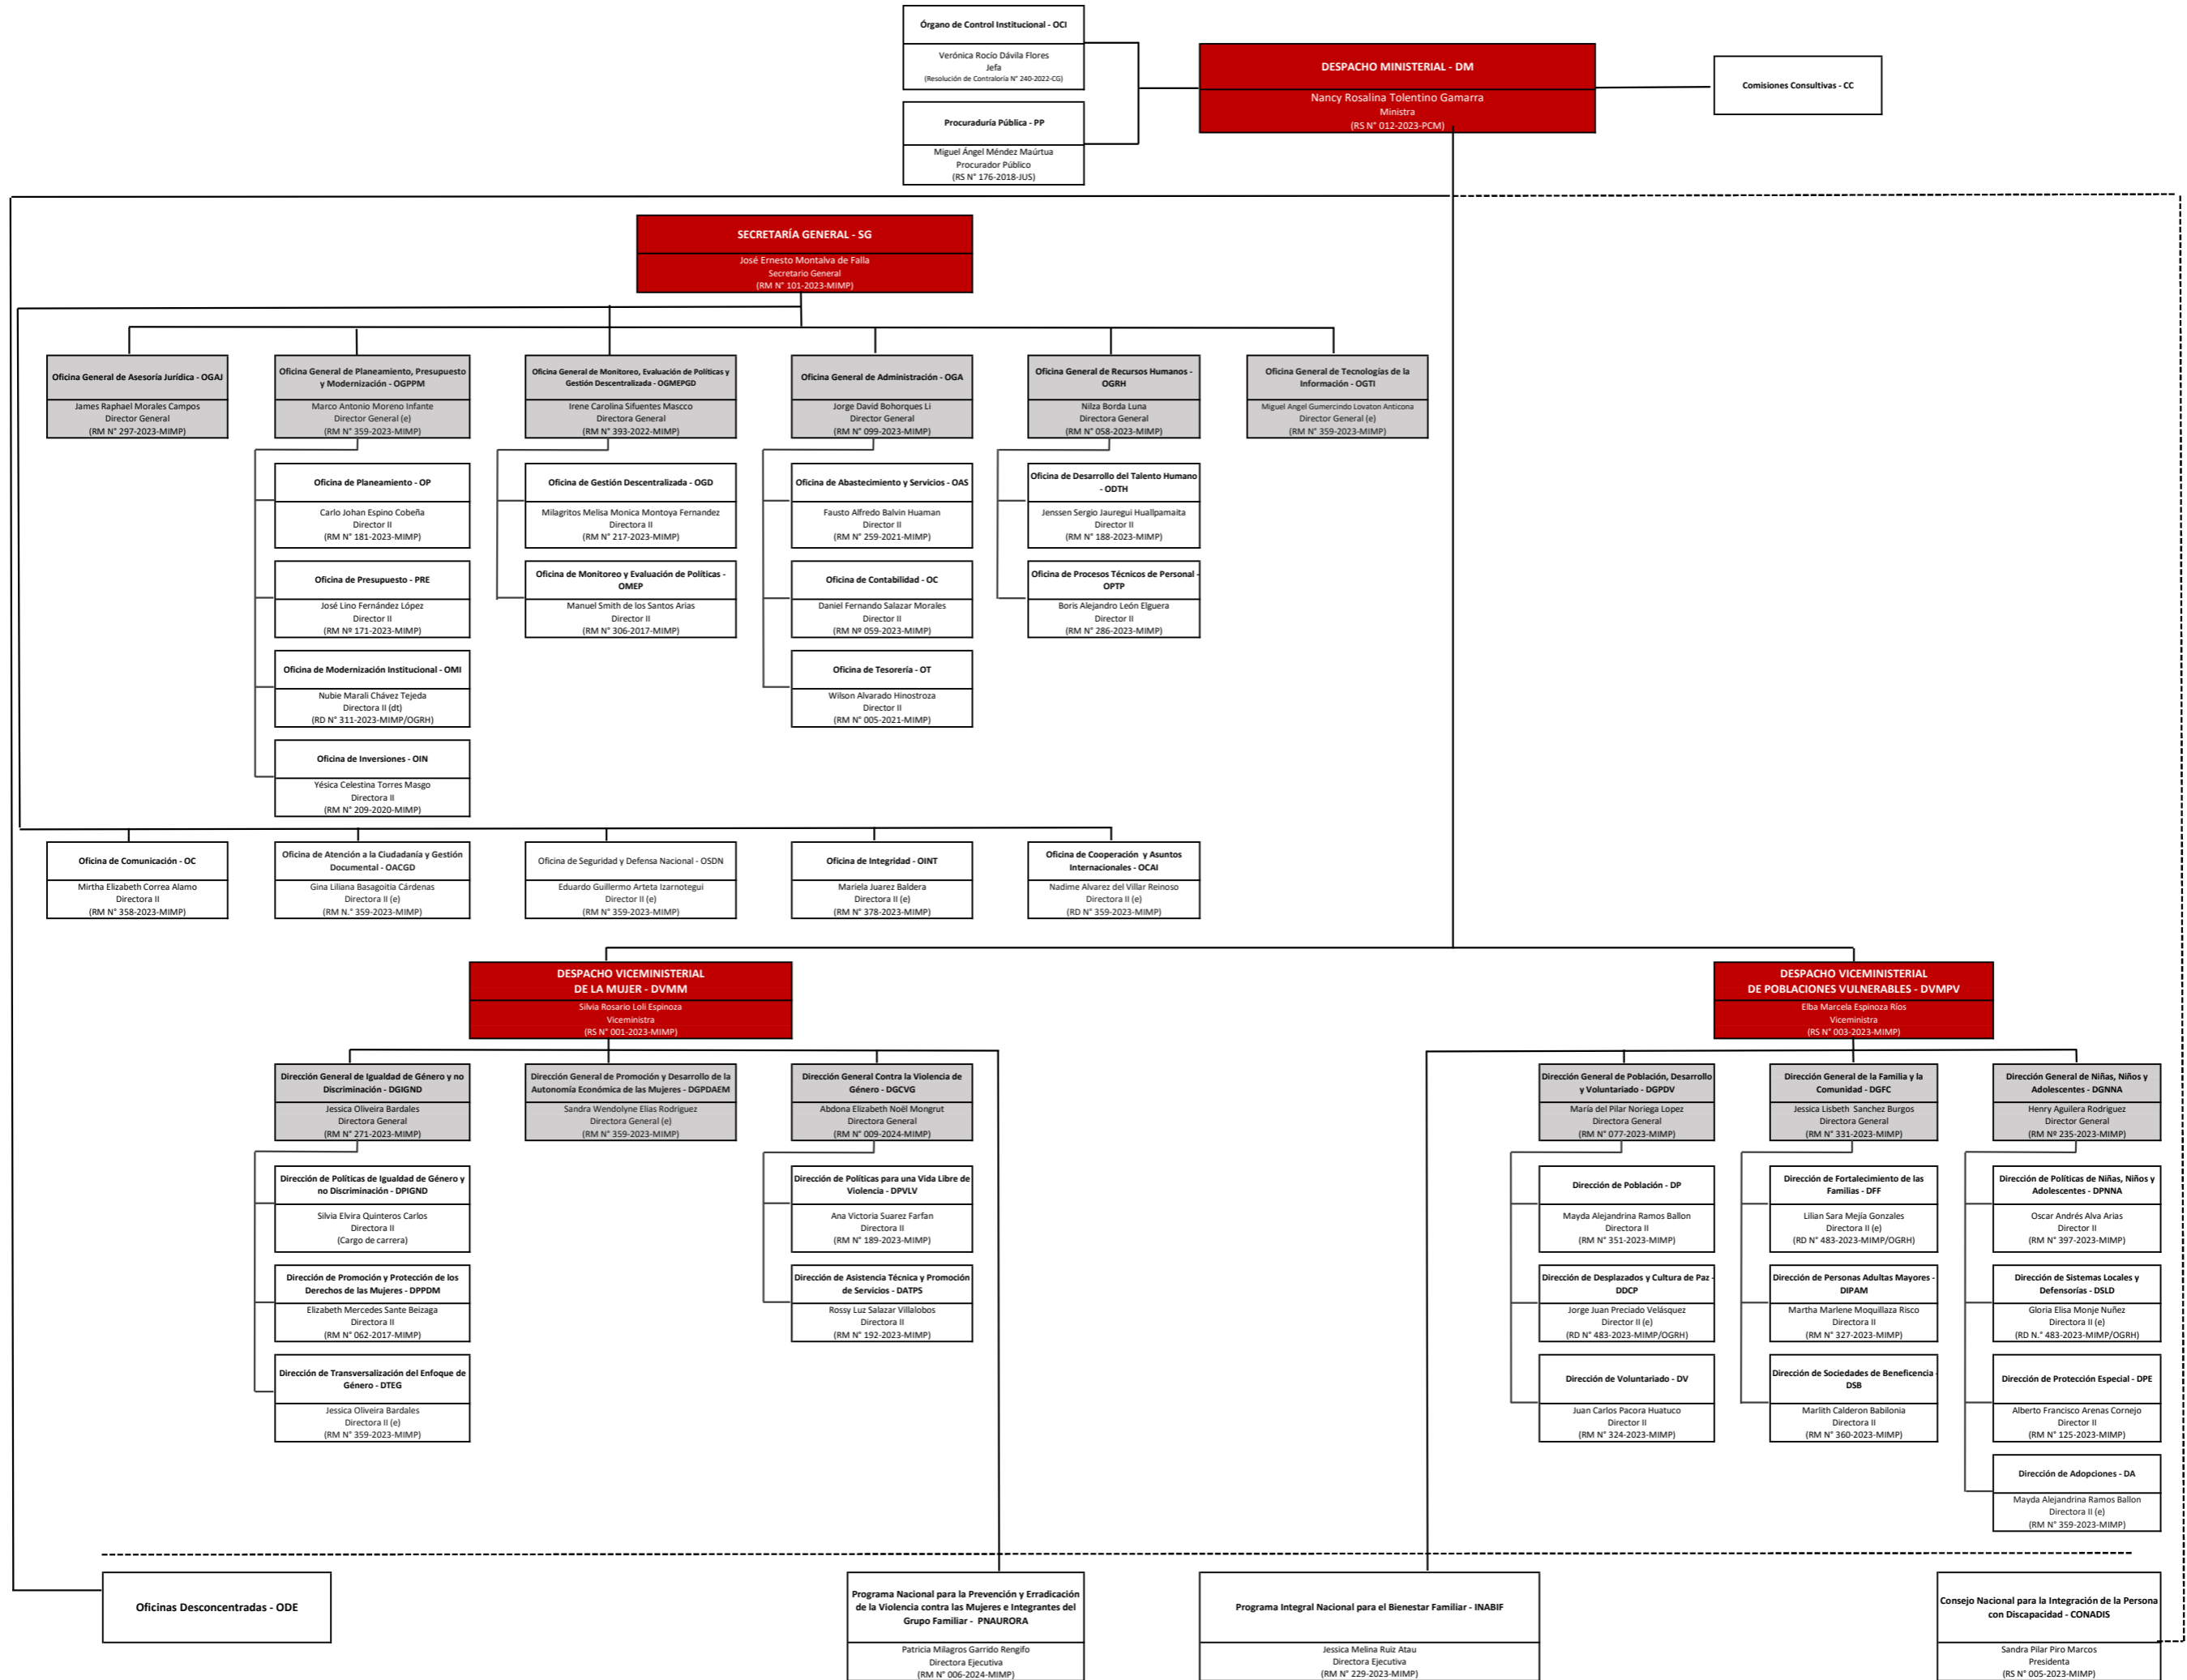 Órgano de Control Institucional - OCI
Verónica Rocío Dávila Flores
Jefa
(Resolución de Contraloría N° 240-2022-CG)
DESPACHO MINISTERIAL - DM
Nancy Rosalina Tolentino Gamarra
Ministra
(RS N° 012-2023-PCM)
Comisiones Consultivas - CC
Procuraduría Pública - PP
Miguel Ángel Méndez Maúrtua
Procurador Público
(RS N° 176-2018-JUS)
SECRETARÍA GENERAL - SG
José Ernesto Montalva de Falla
Secretario General
(RM N° 101-2023-MIMP)
Oficina General de Asesoría Jurídica - OGAJ
James Raphael Morales Campos
Director General
(RM N° 297-2023-MIMP)
Oficina General de Planeamiento, Presupuesto
y Modernización - OGPPM
Marco Antonio Moreno Infante
Director General (e)
(RM N° 359-2023-MIMP)
Oficina General de Monitoreo, Evaluación de Políticas y
Gestión Descentralizada - OGMEPGD
Irene Carolina Sifuentes Mascco
Directora General
(RM N° 393-2022-MIMP)
Oficina General de Administración - OGA
Jorge David Bohorques Li
Director General
(RM N° 099-2023-MIMP)
Oficina General de Recursos Humanos -
OGRH
Nilza Borda Luna
Directora General
(RM N° 058-2023-MIMP)
Oficina General de Tecnologías de la
Información - OGTI
Miguel Angel Gumercindo Lovaton Anticona
Director General (e)
(RM N° 359-2023-MIMP)
Oficina de Planeamiento - OP
Carlo Johan Espino Cobeña
Director II
(RM N° 181-2023-MIMP)
Oficina de Gestión Descentralizada - OGD
Milagritos Melisa Monica Montoya Fernandez
Directora II
(RM N° 217-2023-MIMP)
Oficina de Abastecimiento y Servicios - OAS
Fausto Alfredo Balvin Huaman
Director II
(RM N° 259-2021-MIMP)
Oficina de Desarrollo del Talento Humano
- ODTH
Jenssen Sergio Jauregui Huallpamaita
Director II
(RM N° 188-2023-MIMP)
Oficina de Presupuesto - PRE
José Lino Fernández López
Director II
(RM Nº 171-2023-MIMP)
Oficina de Monitoreo y Evaluación de Políticas -
OMEP
Manuel Smith de los Santos Arias
Director II
(RM N° 306-2017-MIMP)
Oficina de Contabilidad - OC
Daniel Fernando Salazar Morales
Director II
(RM Nº 059-2023-MIMP)
Oficina de Procesos Técnicos de Personal -
OPTP
Boris Alejandro León Elguera
Director II
(RM N° 286-2023-MIMP)
Oficina de Modernización Institucional - OMI
Nubie Marali Chávez Tejeda
Directora II (dt)
(RD N° 311-2023-MIMP/OGRH)
Oficina de Tesorería - OT
Wilson Alvarado Hinostroza
Director II
(RM N° 005-2021-MIMP)
Oficina de Inversiones - OIN
Yésica Celestina Torres Masgo
Directora II
(RM N° 209-2020-MIMP)
Oficina de Comunicación - OC
Mirtha Elizabeth Correa Alamo
Directora II
(RM N° 358-2023-MIMP)
Oficina de Atención a la Ciudadanía y Gestión
Documental - OACGD
Gina Liliana Basagoitia Cárdenas
Directora II (e)
(RM N.° 359-2023-MIMP)
Oficina de Seguridad y Defensa Nacional - OSDN
Eduardo Guillermo Arteta Izarnotegui
Director II (e)
(RM N° 359-2023-MIMP)
Oficina de Integridad - OINT
Mariela Juarez Baldera
Directora II (e)
(RM N° 378-2023-MIMP)
Oficina de Cooperación y Asuntos
Internacionales - OCAI
Nadime Alvarez del Villar Reinoso
Directora II (e)
(RD N° 359-2023-MIMP)
DESPACHO VICEMINISTERIAL
DE LA MUJER - DVMM
Silvia Rosario Loli Espinoza
Viceministra
(RS N° 001-2023-MIMP)
DESPACHO VICEMINISTERIAL
DE POBLACIONES VULNERABLES - DVMPV
Elba Marcela Espinoza Ríos
Viceministra
(RS N° 003-2023-MIMP)
Dirección General de Igualdad de Género y no
Discriminación - DGIGND
Jessica Oliveira Bardales
Directora General
(RM N° 271-2023-MIMP)
Dirección General de Promoción y Desarrollo de la
Autonomía Económica de las Mujeres - DGPDAEM
Sandra Wendolyne Elias Rodriguez
Directora General (e)
(RM N° 359-2023-MIMP)
Dirección General Contra la Violencia de
Género - DGCVG
Abdona Elizabeth Noël Mongrut
Directora General
(RM N° 009-2024-MIMP)
Dirección General de Población, Desarrollo
y Voluntariado - DGPDV
María del Pilar Noriega Lopez
Directora General
(RM N° 077-2023-MIMP)
Dirección General de la Familia y la
Comunidad - DGFC
Jessica Lisbeth Sanchez Burgos
Directora General
(RM N° 331-2023-MIMP)
Dirección General de Niñas, Niños y
Adolescentes - DGNNA
Henry Aguilera Rodriguez
Director General
(RM Nº 235-2023-MIMP)
Dirección de Políticas de Igualdad de Género y
no Discriminación - DPIGND
Silvia Elvira Quinteros Carlos
Directora II
(Cargo de carrera)
Dirección de Políticas para una Vida Libre de
Violencia - DPVLV
Ana Victoria Suarez Farfan
Directora II
(RM N° 189-2023-MIMP)
Dirección de Población - DP
Mayda Alejandrina Ramos Ballon
Directora II
(RM N° 351-2023-MIMP)
Dirección de Fortalecimiento de las
Familias - DFF
Lilian Sara Mejía Gonzales
Directora II (e)
(RD N° 483-2023-MIMP/OGRH)
Dirección de Políticas de Niñas, Niños y
Adolescentes - DPNNA
Oscar Andrés Alva Arias
Director II
(RM N° 397-2023-MIMP)
Dirección de Promoción y Protección de los
Derechos de las Mujeres - DPPDM
Elizabeth Mercedes Sante Beizaga
Directora II
(RM N° 062-2017-MIMP)
Dirección de Asistencia Técnica y Promoción
de Servicios - DATPS
Rossy Luz Salazar Villalobos
Directora II
(RM N° 192-2023-MIMP)
Dirección de Desplazados y Cultura de Paz -
DDCP
Jorge Juan Preciado Velásquez
Director II (e)
(RD N° 483-2023-MIMP/OGRH)
Dirección de Personas Adultas Mayores -
DIPAM
Martha Marlene Moquillaza Risco
Directora II
(RM N° 327-2023-MIMP)
Dirección de Sistemas Locales y
Defensorías - DSLD
Gloria Elisa Monje Nuñez
Directora II (e)
(RD N.° 483-2023-MIMP/OGRH)
Dirección de Transversalización del Enfoque de
Género - DTEG
Jessica Oliveira Bardales
Directora II (e)
(RM N° 359-2023-MIMP)
Dirección de Voluntariado - DV
Juan Carlos Pacora Huatuco
Director II
(RM N° 324-2023-MIMP)
Dirección de Sociedades de Beneficencia -
DSB
Marlith Calderon Babilonia
Directora II
(RM N° 360-2023-MIMP)
Dirección de Protección Especial - DPE
Alberto Francisco Arenas Cornejo
Director II
(RM N° 125-2023-MIMP)
Dirección de Adopciones - DA
Mayda Alejandrina Ramos Ballon
Directora II (e)
(RM N° 359-2023-MIMP)
Oficinas Desconcentradas - ODE
Programa Nacional para la Prevención y Erradicación
de la Violencia contra las Mujeres e Integrantes del
Grupo Familiar - PNAURORA
Patricia Milagros Garrido Rengifo
Directora Ejecutiva
(RM N° 006-2024-MIMP)
Programa Integral Nacional para el Bienestar Familiar - INABIF
Jessica Melina Ruiz Atau
Directora Ejecutiva
(RM N° 229-2023-MIMP)
Consejo Nacional para la Integración de la Persona
con Discapacidad - CONADIS
Sandra Pilar Piro Marcos
Presidenta
(RS N° 005-2023-MIMP)